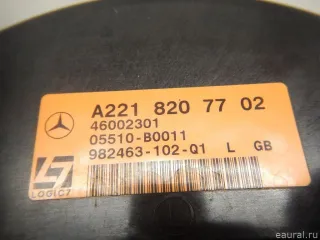 A221 820 77 02
46002301
05510-B0011
982463-102-Q1 L GB
LOGIC7
© eaural.ru